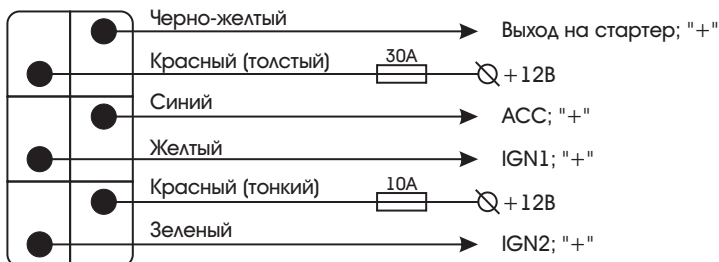 Черно-желтый Выход на стартер; "+"
Красный (толстый) 30А +12В
Синий АСС; "+"
Желтый IGN1; "+"
Красный (тонкий) 10А +12В
Зеленый IGN2; "+"